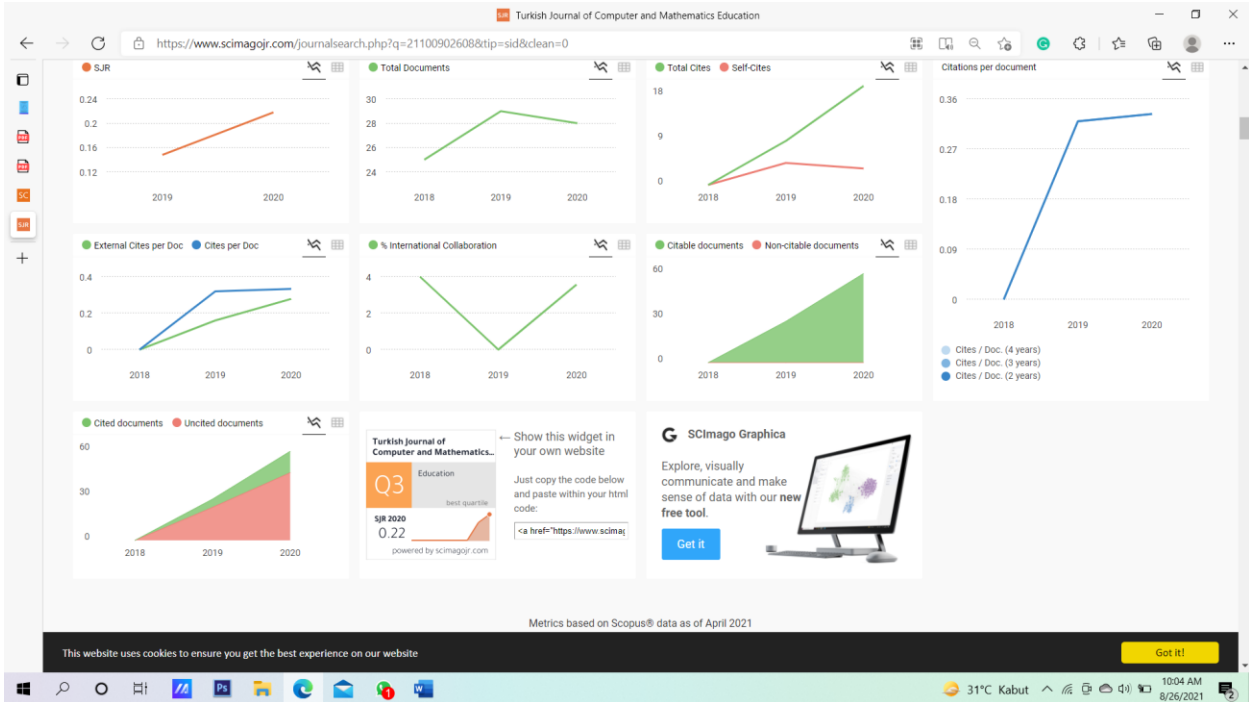 SJR Turkish Journal of Computer and Mathematics Education
https://www.scimagojr.com/journalsearch.php?q=21100902608&tip=sid&clean=0
SJR
0.24
0.2
0.16
0.12
2019 2020
Total Documents
30
28
26
24
2018 2019 2020
Total Cites Self-Cites
18
9
0
2018 2019 2020
Citations per document
0.36
0.27
0.18
0.09
0
2018 2019 2020
Cites / Doc. (4 years)
Cites / Doc. (3 years)
Cites / Doc. (2 years)
External Cites per Doc Cites per Doc
0.4
0.2
0
2018 2019 2020
% International Collaboration
4
2
0
2018 2019 2020
Citable documents Non-citable documents
60
30
0
2018 2019 2020
Cited documents Uncited documents
60
30
0
2018 2019 2020
Turkish Journal of
Computer and Mathematics...
Q3 Education
best quartile
SJR 2020
0.22
powered by scimagojr.com
← Show this widget in
your own website
Just copy the code below
and paste within your html
code:
<a href="https://www.scimag
SCImago Graphica
Explore, visually
communicate and make
sense of data with our new
free tool.
Get it
Metrics based on Scopus® data as of April 2021
This website uses cookies to ensure you get the best experience on our website
Got it!
PDF
PDF
SC
SJR
Ps
1
W
31°C Kabut
10:04 AM
8/26/2021
2